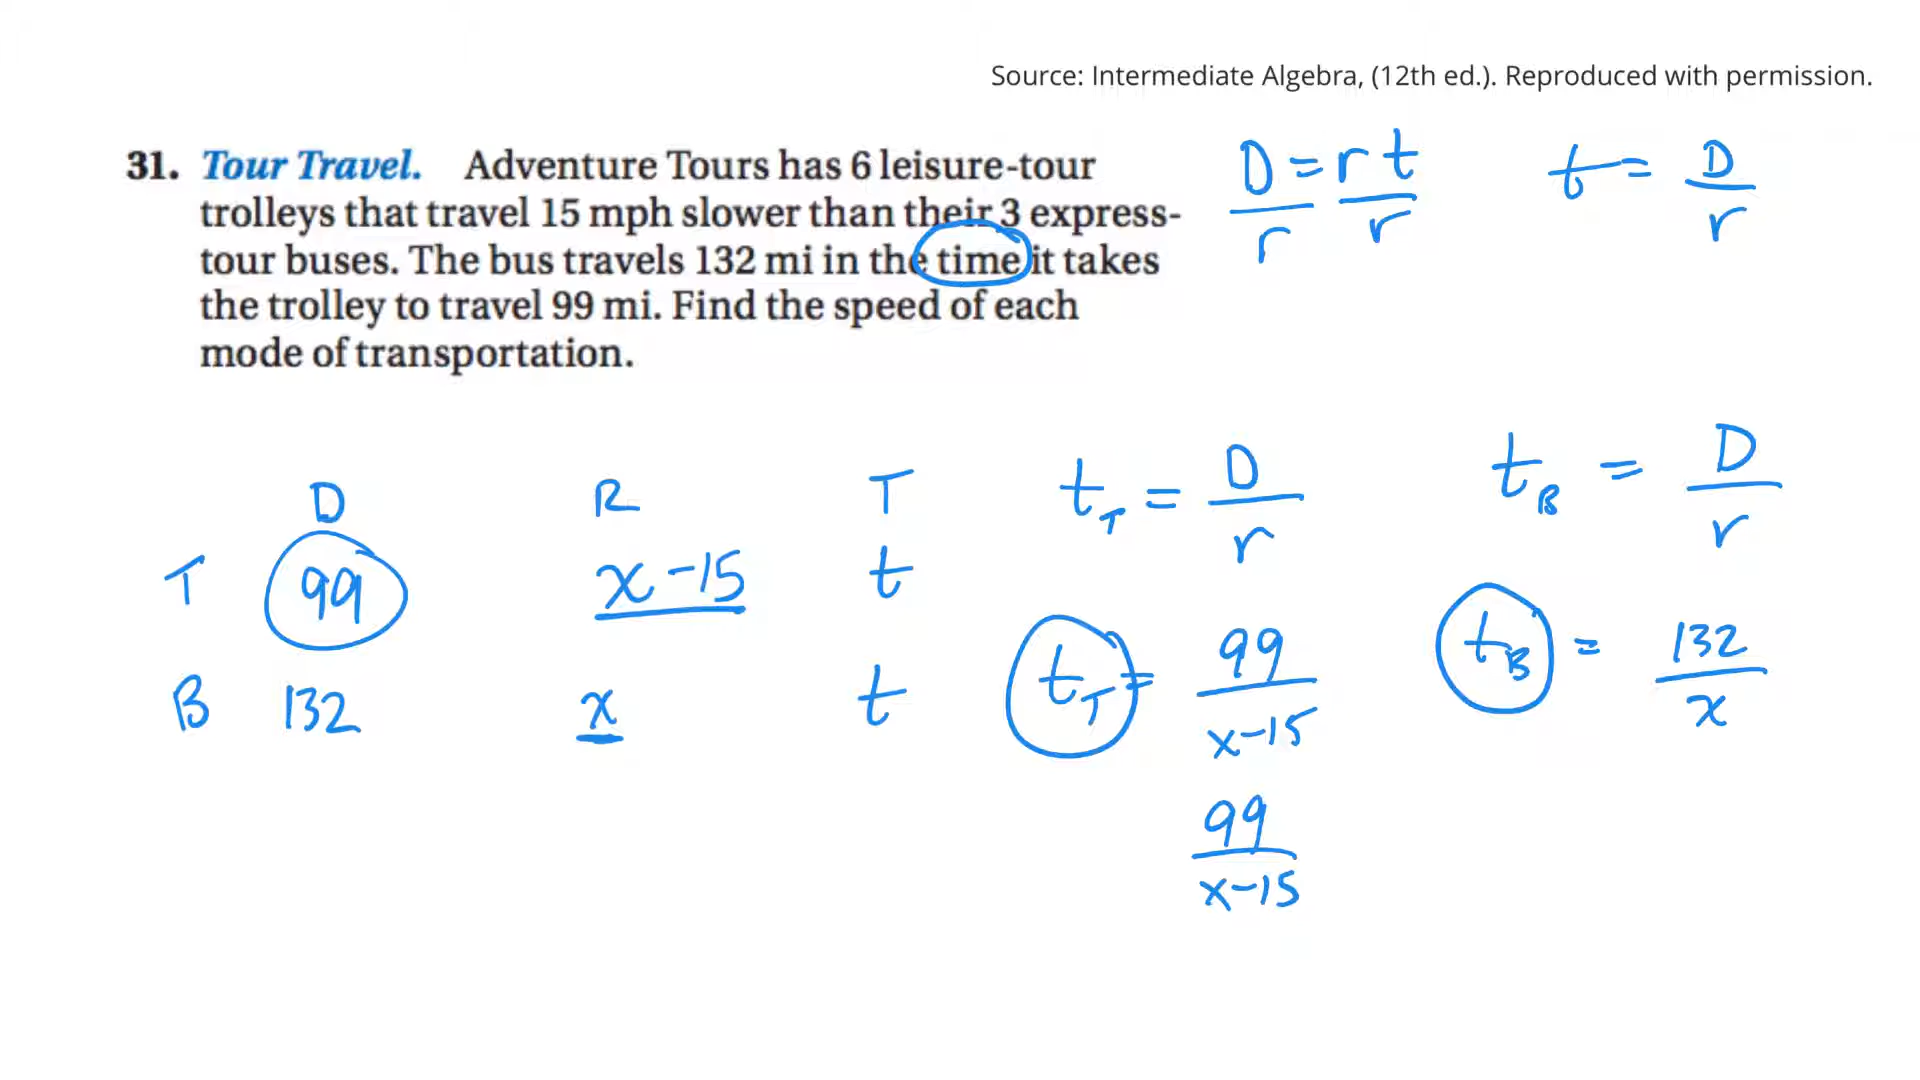 Source: Intermediate Algebra, (12th ed.). Reproduced with permission.
31. Tour Travel. Adventure Tours has 6 leisure-tour
trolleys that travel 15 mph slower than their 3 express-
tour buses. The bus travels 132 mi in the time it takes
the trolley to travel 99 mi. Find the speed of each
mode of transportation.
D = r t
r r
t = D
r
D R T
T 99 x - 15 t
B 132 x t
t_T = D
r
t_B = D
r
t_T = 99
x-15
t_B = 132
x
99
x-15